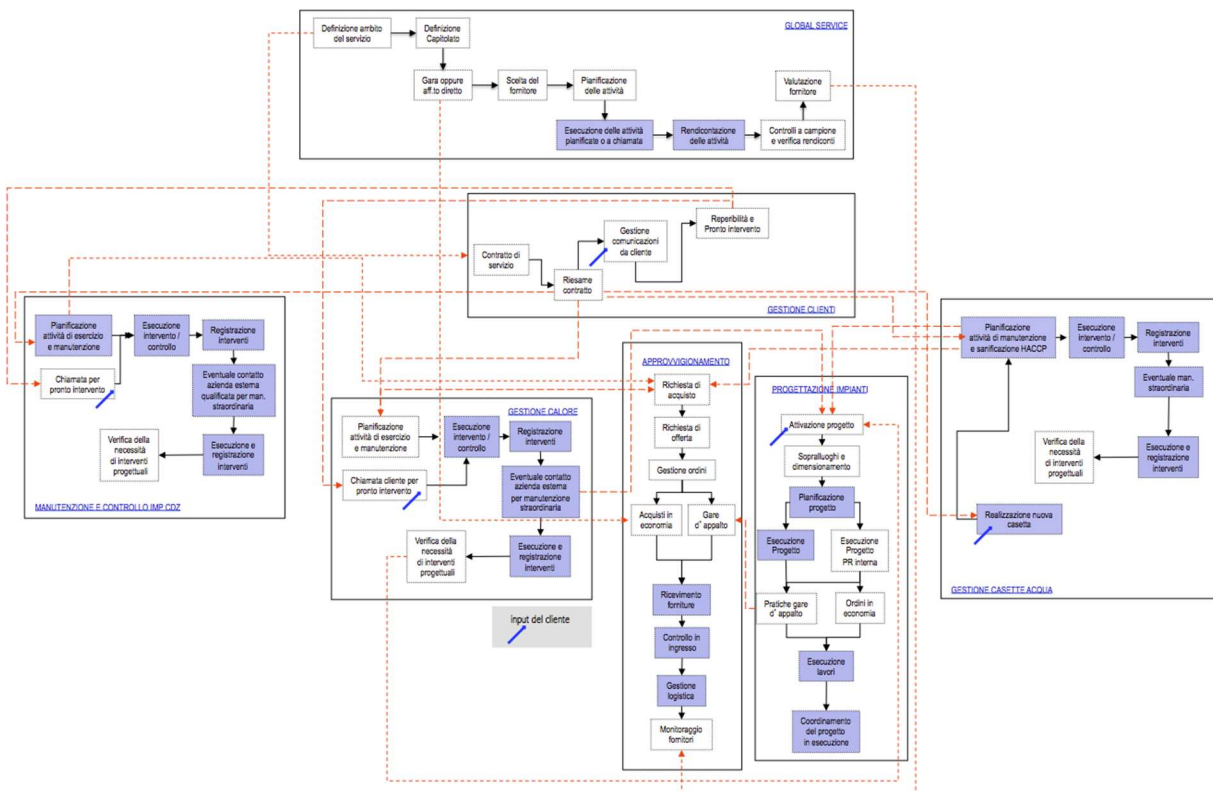 GLOBAL SERVICE
Definizione ambito
del servizio
Definizione
Capitolato
Gara oppure
aff.to diretto
Scelta del
fornitore
Pianificazione
delle attività
Valutazione
fornitore
Esecuzione delle attività
pianificate o a chiamata
Rendicontazione
delle attività
Controlli a campione
e verifica rendiconti
Contratto di
servizio
Riesame
contratto
Gestione
comunicazioni
da cliente
Reperibilità e
Pronto intervento
GESTIONE CLIENTI
Pianificazione
attività di esercizio
e manutenzione
Esecuzione
intervento /
controllo
Registrazione
interventi
Chiamata per
pronto intervento
Eventuale contatto
azienda esterna
qualificata per man.
straordinaria
Verifica della
necessità
di interventi
progettuali
Esecuzione e
registrazione
interventi
MANUTENZIONE E CONTROLLO IMP.CDZ
GESTIONE CALORE
Pianificazione
attività di esercizio
e manutenzione
Esecuzione
intervento /
controllo
Registrazione
interventi
Chiamata cliente per
pronto intervento
Eventuale contatto
azienda esterna
per manutenzione
straordinaria
Verifica della
necessità
di interventi
progettuali
Esecuzione e
registrazione
interventi
input del cliente
APPROVVIGIONAMENTO
Richiesta di
acquisto
Richiesta di
offerta
Gestione ordini
Acquisti in
economia
Gare
d' appalto
Ricevimento
forniture
Controllo in
ingresso
Gestione
logistica
Monitoraggio
fornitori
PROGETTAZIONE IMPIANTI
Attivazione progetto
Sopralluoghi e
dimensionamento
Pianificazione
progetto
Esecuzione
Progetto
Esecuzione
Progetto
PR interna
Pratiche gare
d' appalto
Ordini in
economia
Esecuzione
lavori
Coordinamento
del progetto
in esecuzione
Pianificazione
attività di manutenzione
e sanificazione HACCP
Esecuzione
intervento /
controllo
Registrazione
interventi
Eventuale man.
straordinaria
Verifica della
necessità
di interventi
progettuali
Esecuzione e
registrazione
interventi
Realizzazione nuova
casetta
GESTIONE CASETTE ACQUA